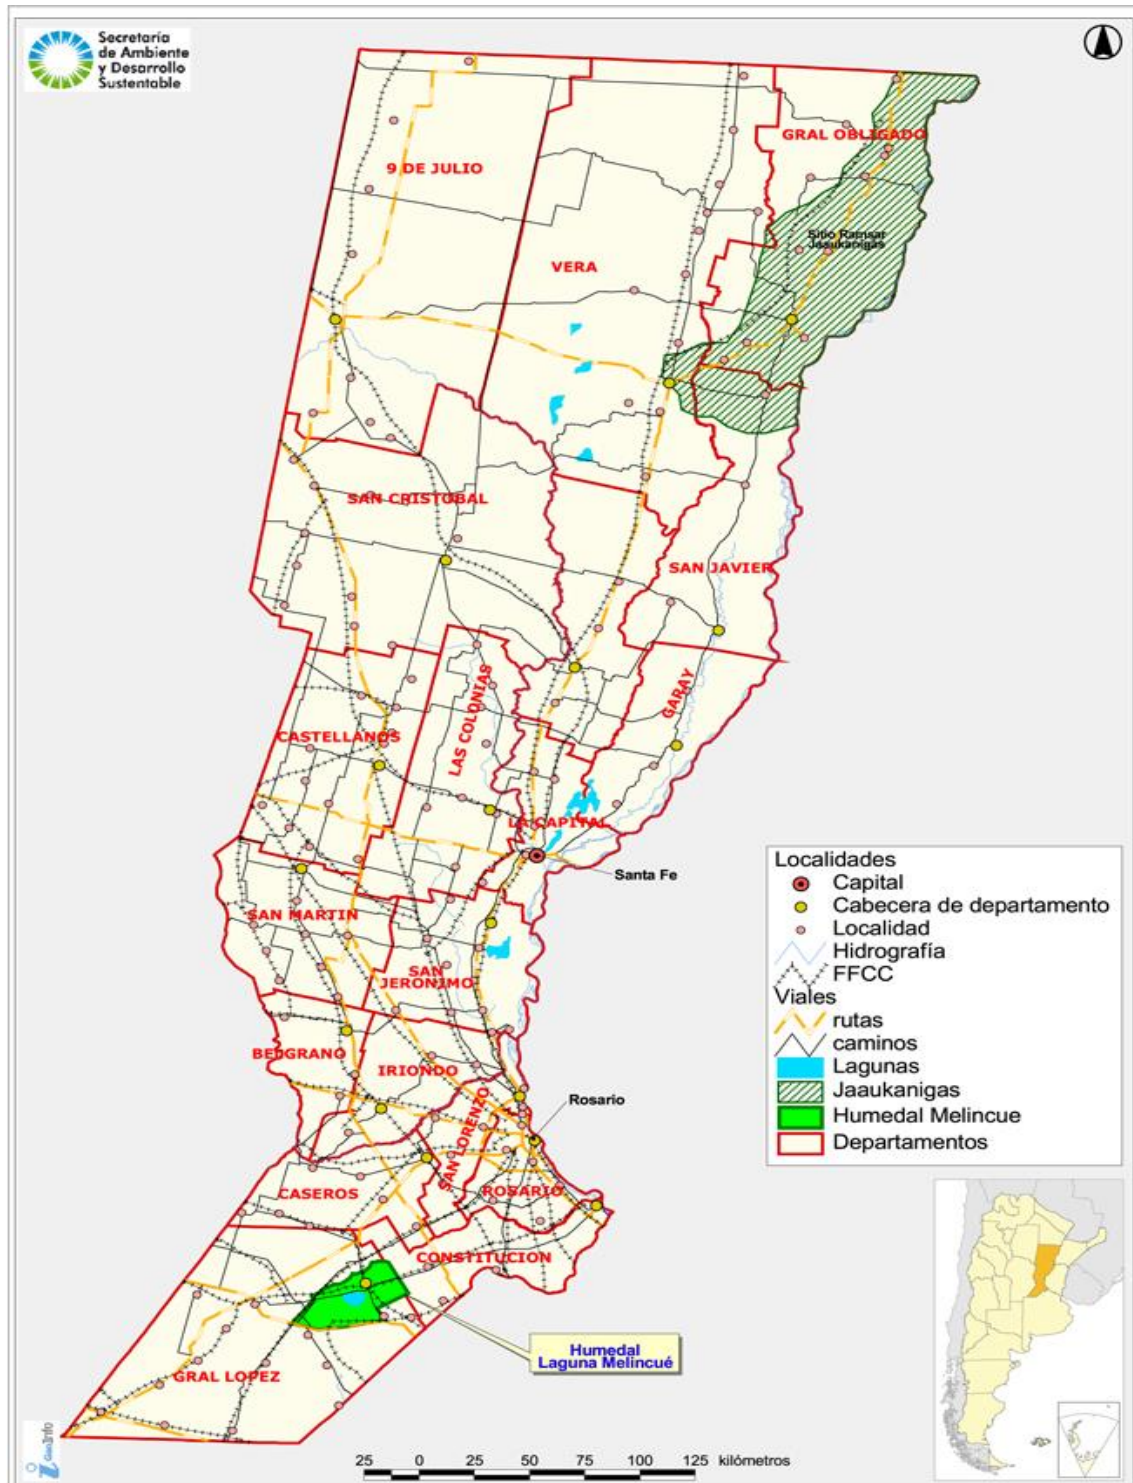 Secretaría
de Ambiente
y Desarrollo
Sustentable
9 DE JULIO
GRAL OBLIGADO
Sitio Ramsar
Jaaukanigas
VERA
SAN CRISTOBAL
SAN JAVIER
LAS COLONIAS
GARAY
CASTELLANOS
LA CAPITAL
Santa Fe
SAN MARTIN
SAN
JERONIMO
BELGRANO
IRIONDO
SAN LORENZO
Rosario
CASEROS
ROSARIO
CONSTITUCION
GRAL LOPEZ
Humedal
Laguna Melincué
Localidades
Capital
Cabecera de departamento
Localidad
Hidrografía
FFCC
Viales
rutas
caminos
Lagunas
Jaaukanigas
Humedal Melincue
Departamentos
25 0 25 50 75 100 125 kilómetros